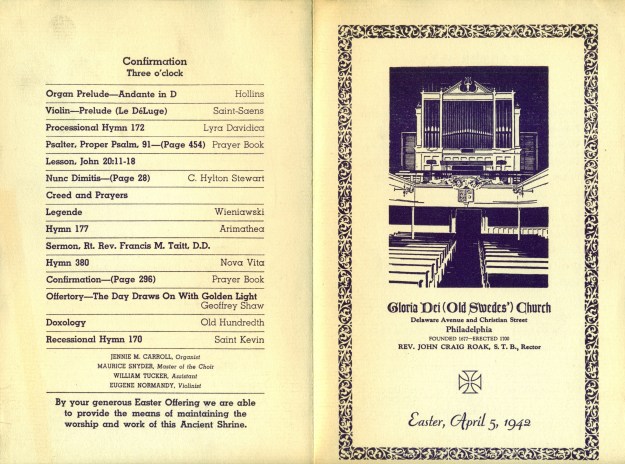 Confirmation
Three o'clock
Organ Prelude—Andante in D Hollins
Violin—Prelude (Le DéLuge) Saint-Saens
Processional Hymn 172 Lyra Davidica
Psalter, Proper Psalm, 91—(Page 454) Prayer Book
Lesson, John 20:11-18
Nunc Dimitis—(Page 28) C. Hylton Stewart
Creed and Prayers
Legende Wieniawski
Hymn 177 Arimathea
Sermon, Rt. Rev. Francis M. Taitt, D.D.
Hymn 380 Nova Vita
Confirmation—(Page 296) Prayer Book
Offertory—The Day Draws On With Golden Light
Geoffrey Shaw
Doxology Old Hundredth
Recessional Hymn 170 Saint Kevin
JENNIE M. CARROLL, Organist
MAURICE SNYDER, Master of the Choir
WILLIAM TUCKER, Assistant
EUGENE NORMANDY, Violinist
By your generous Easter Offering we are able
to provide the means of maintaining the
worship and work of this Ancient Shrine.
Gloria Dei (Old Swedes') Church
Delaware Avenue and Christian Street
Philadelphia
FOUNDED 1677—ERECTED 1700
REV. JOHN CRAIG ROAK, S. T. B., Rector
Easter, April 5, 1942